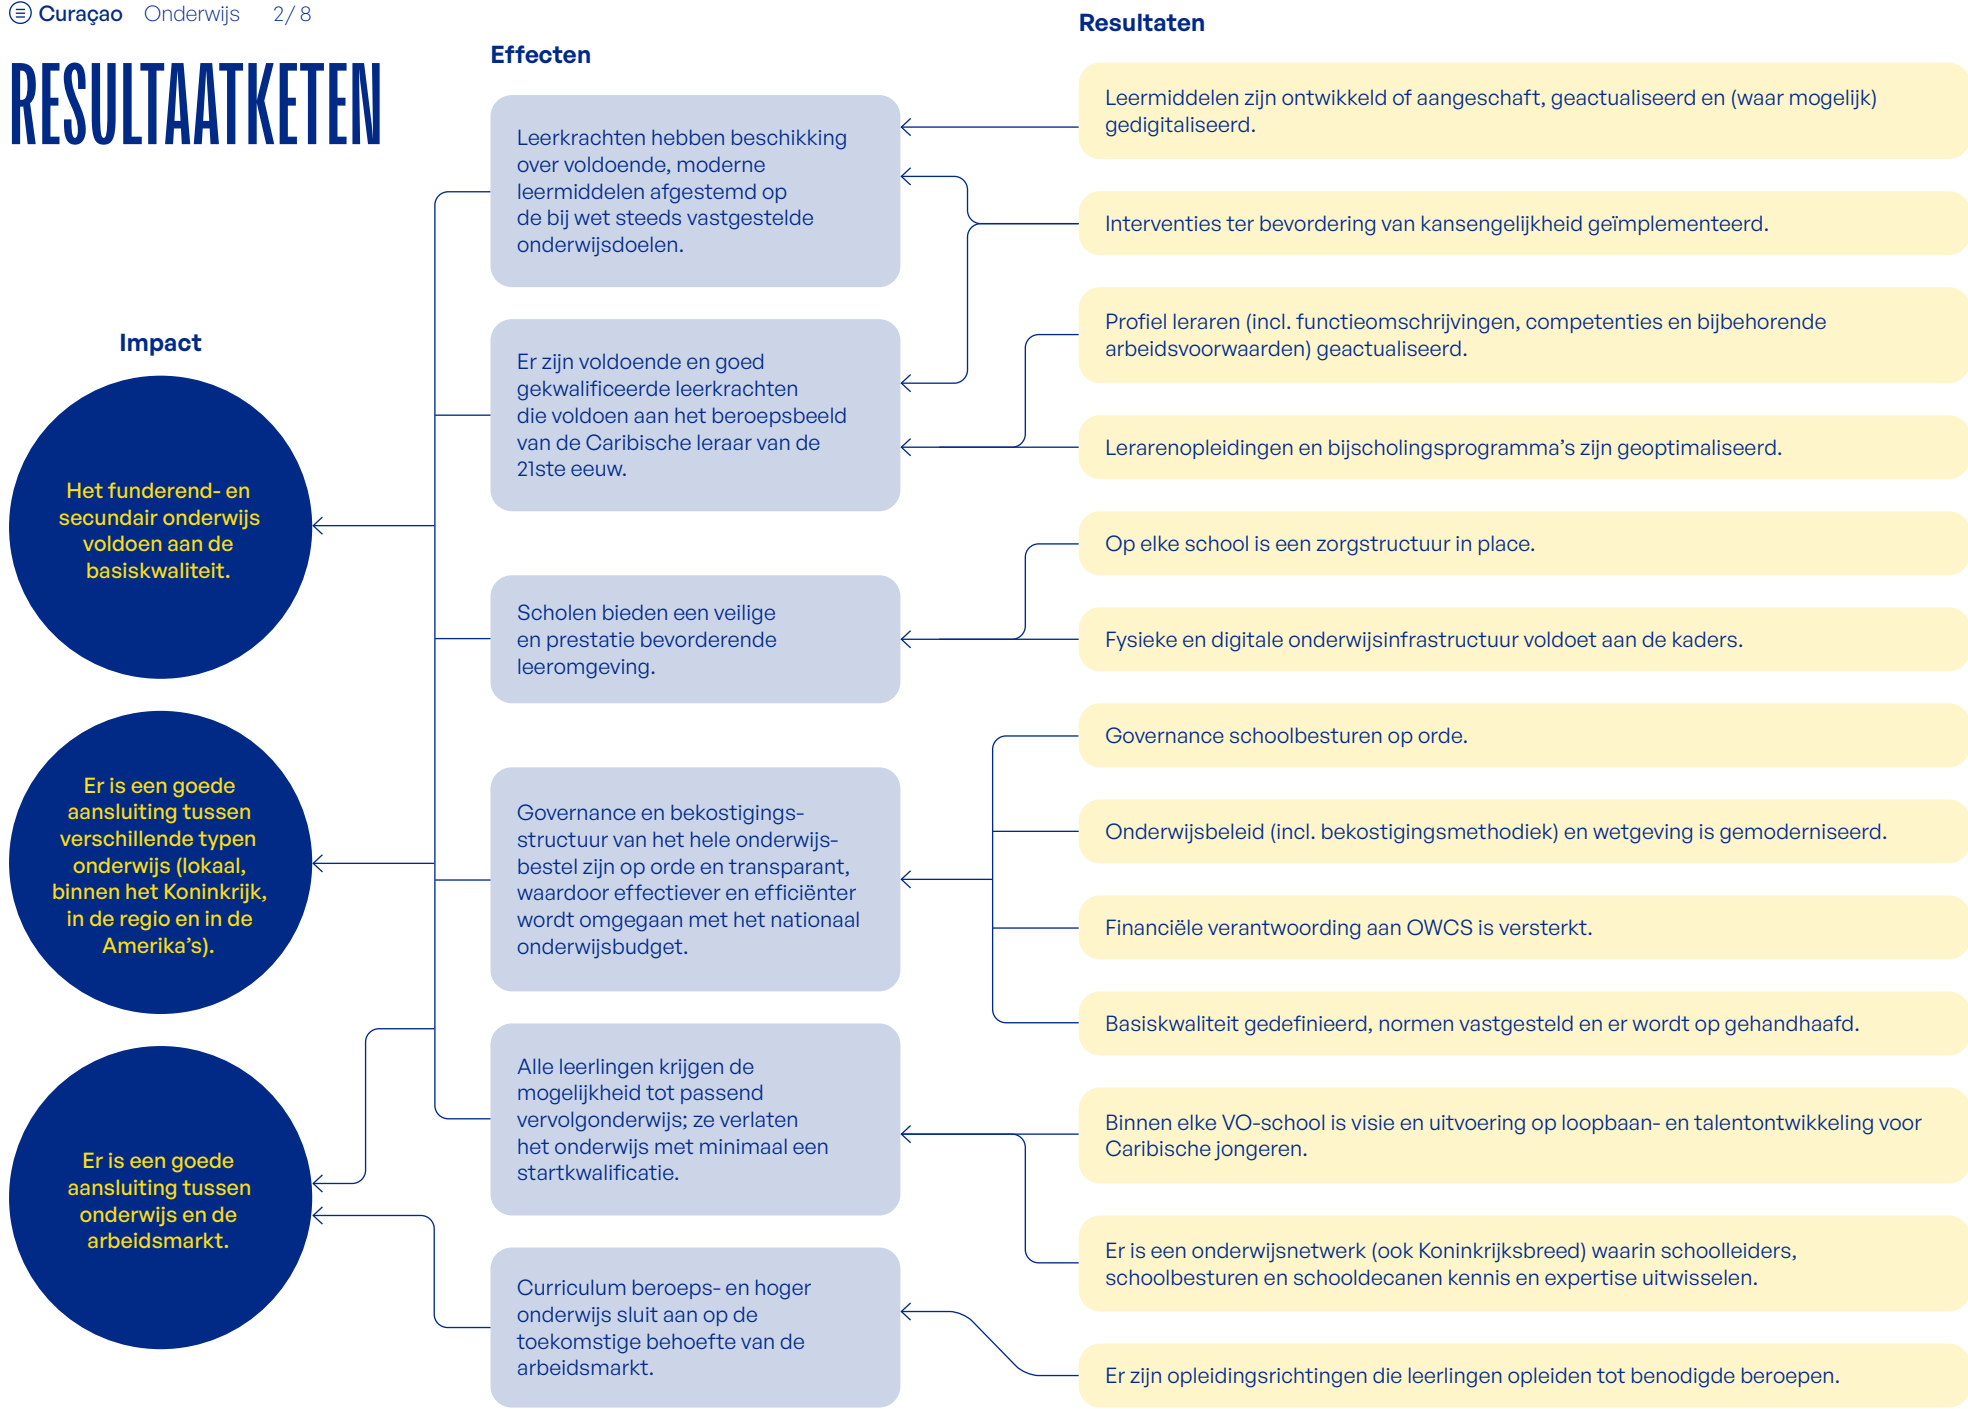 Curaçao Onderwijs 2/8
RESULTAATKETEN
Impact
Het funderend- en
secundair onderwijs
voldoen aan de
basiskwaliteit.
Er is een goede
aansluiting tussen
verschillende typen
onderwijs (lokaal,
binnen het Koninkrijk,
in de regio en in de
Amerika’s).
Er is een goede
aansluiting tussen
onderwijs en de
arbeidsmarkt.
Effecten
Leerkrachten hebben beschikking
over voldoende, moderne
leermiddelen afgestemd op
de bij wet steeds vastgestelde
onderwijsdoelen.
Er zijn voldoende en goed
gekwalificeerde leerkrachten
die voldoen aan het beroepsbeeld
van de Caribische leraar van de
21ste eeuw.
Scholen bieden een veilige
en prestatie bevorderende
leeromgeving.
Governance en bekostigings-
structuur van het hele onderwijs-
bestel zijn op orde en transparant,
waardoor effectiever en efficiënter
wordt omgegaan met het nationaal
onderwijsbudget.
Alle leerlingen krijgen de
mogelijkheid tot passend
vervolgonderwijs; ze verlaten
het onderwijs met minimaal een
startkwalificatie.
Curriculum beroeps- en hoger
onderwijs sluit aan op de
toekomstige behoefte van de
arbeidsmarkt.
Resultaten
Leermiddelen zijn ontwikkeld of aangeschaft, geactualiseerd en (waar mogelijk)
gedigitaliseerd.
Interventies ter bevordering van kansengelijkheid geïmplementeerd.
Profiel leraren (incl. functieomschrijvingen, competenties en bijbehorende
arbeidsvoorwaarden) geactualiseerd.
Lerarenopleidingen en bijscholingsprogramma’s zijn geoptimaliseerd.
Op elke school is een zorgstructuur in place.
Fysieke en digitale onderwijsinfrastructuur voldoet aan de kaders.
Governance schoolbesturen op orde.
Onderwijsbeleid (incl. bekostigingsmethodiek) en wetgeving is gemoderniseerd.
Financiële verantwoording aan OWCS is versterkt.
Basiskwaliteit gedefinieerd, normen vastgesteld en er wordt op gehandhaafd.
Binnen elke VO-school is visie en uitvoering op loopbaan- en talentontwikkeling voor
Caribische jongeren.
Er is een onderwijsnetwerk (ook Koninkrijksbreed) waarin schoolleiders,
schoolbesturen en schooldecanen kennis en expertise uitwisselen.
Er zijn opleidingsrichtingen die leerlingen opleiden tot benodigde beroepen.